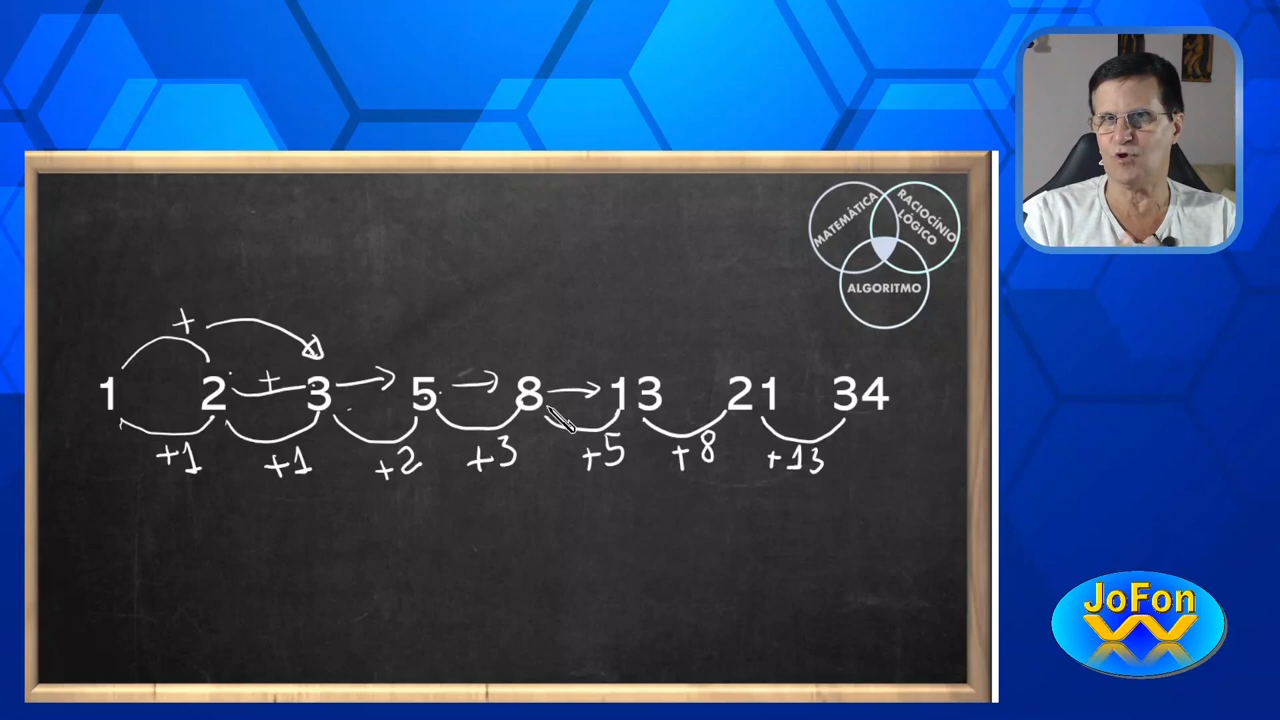 MATEMÁTICA
RACIOCÍNIO
LÓGICO
ALGORITMO
+
1 2 + 3 → 5 → 8 → 13 21 34
+1 +1 +2 +3 +5 +8 +13
JoFon